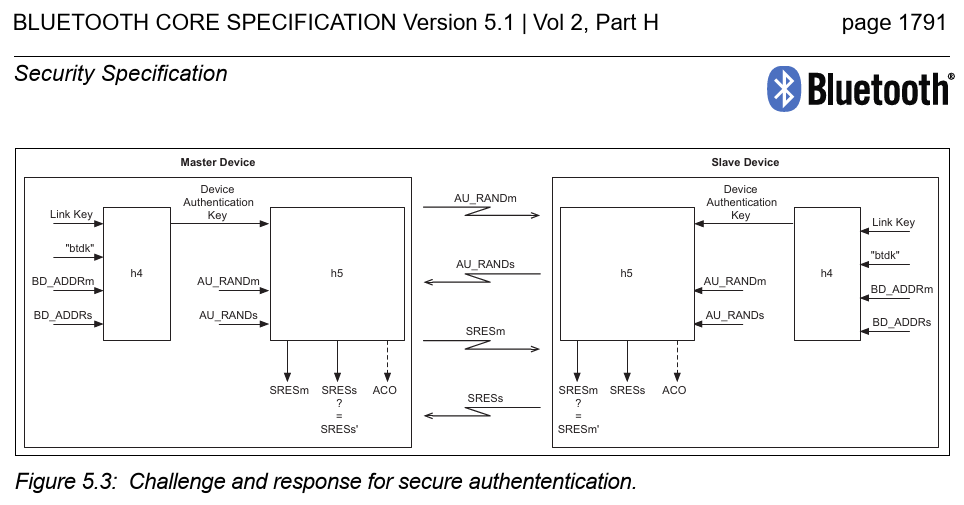 BLUETOOTH CORE SPECIFICATION Version 5.1 | Vol 2, Part H page 1791
Security Specification
Bluetooth®
Master Device
Slave Device
Device
Authentication
Key
Link Key
"btdk"
BD_ADDRm
BD_ADDRs
h4
AU_RANDm
AU_RANDs
h5
SRESm
SRESs
?
=
SRESs'
ACO
AU_RANDm
AU_RANDs
SRESm
SRESs
Device
Authentication
Key
h5
AU_RANDm
AU_RANDs
h4
Link Key
"btdk"
BD_ADDRm
BD_ADDRs
SRESm
?
=
SRESm'
SRESs
ACO
Figure 5.3: Challenge and response for secure authententication.